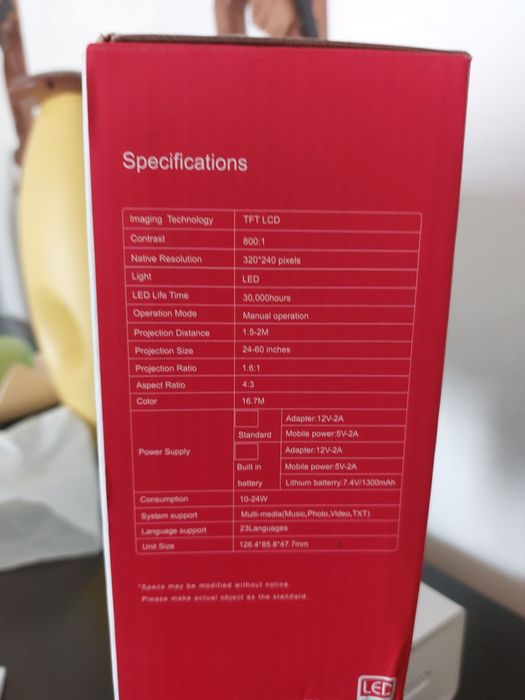 Specifications
Imaging Technology TFT LCD
Contrast 800:1
Native Resolution 320*240 pixels
Light LED
LED Life Time 30,000hours
Operation Mode Manual operation
Projection Distance 1.5-2M
Projection Size 24-60 inches
Projection Ratio 1.6:1
Aspect Ratio 4:3
Color 16.7M
Power Supply
Standard
Adapter:12V-2A
Mobile power:5V-2A
Built in
battery
Adapter:12V-2A
Mobile power:5V-2A
Lithium batterry:7.4V/1300mAh
Consumption 10-24W
System support Multi-media(Music,Photo,Video,TXT)
Language support 23Languages
Unit Size 126.4*85.8*47.7mm
*Specs may be modified without notice.
Please make actual object as the standard.
LED